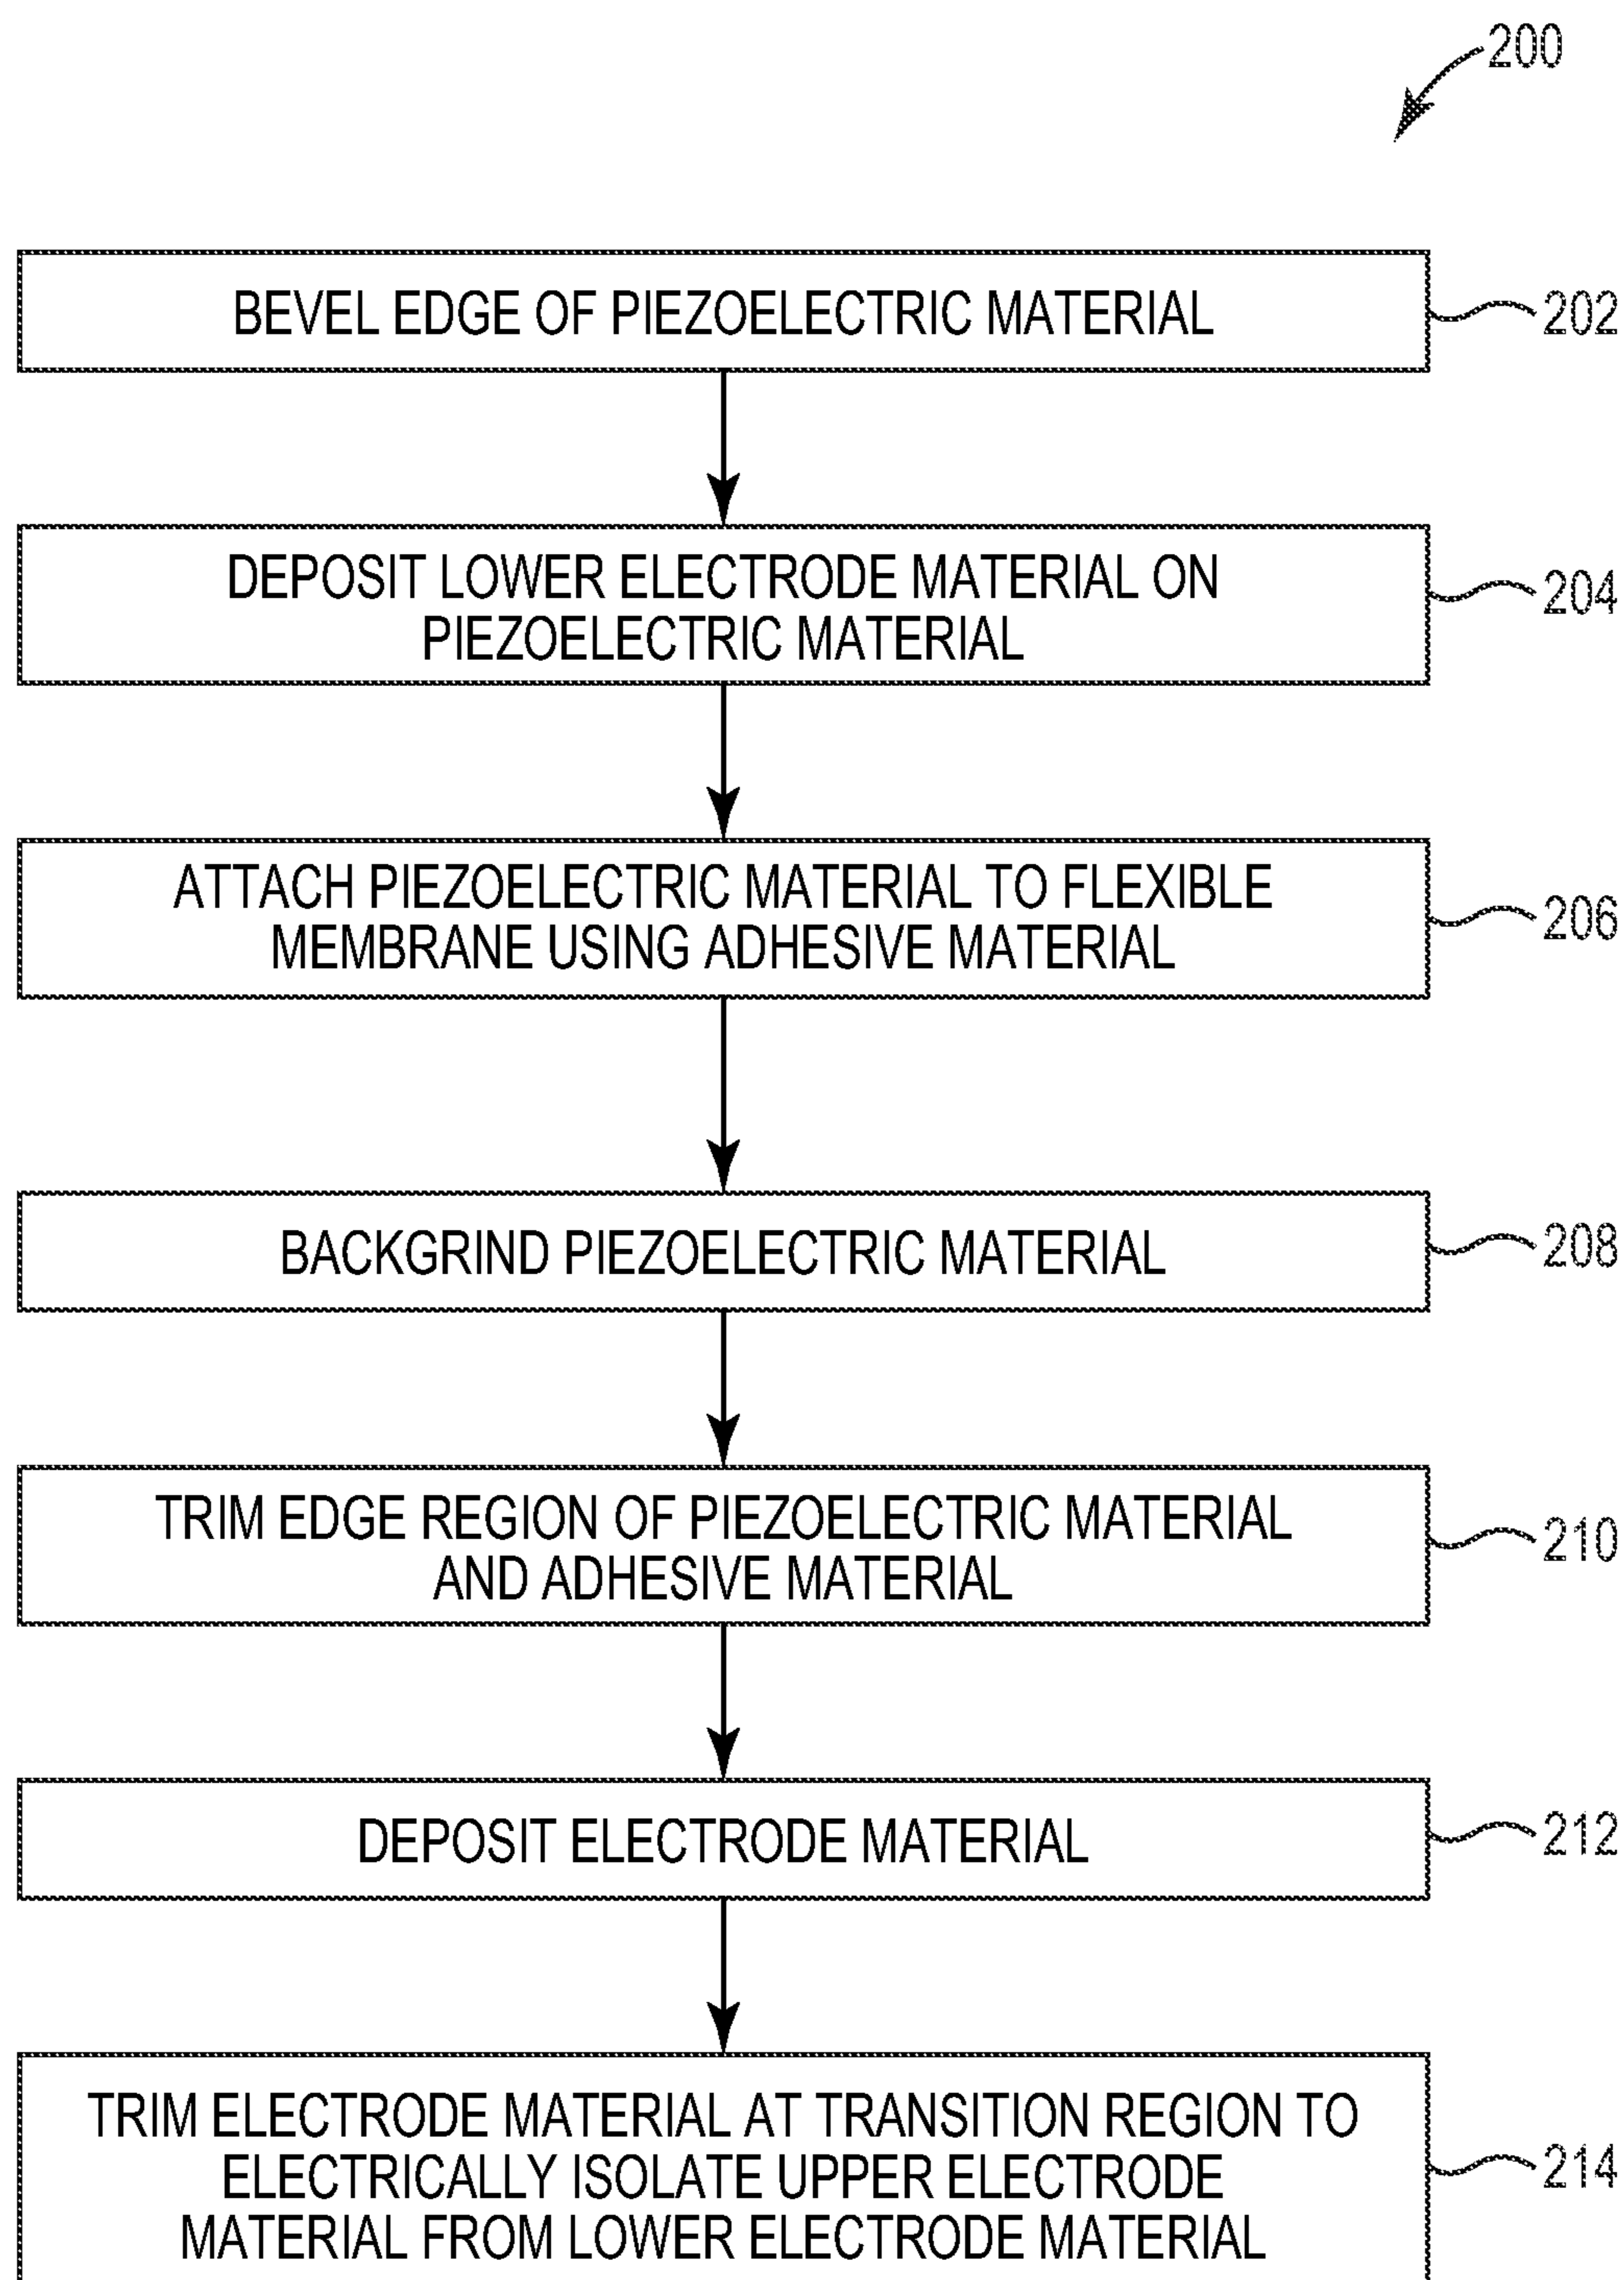 200
BEVEL EDGE OF PIEZOELECTRIC MATERIAL
202
DEPOSIT LOWER ELECTRODE MATERIAL ON
PIEZOELECTRIC MATERIAL
204
ATTACH PIEZOELECTRIC MATERIAL TO FLEXIBLE
MEMBRANE USING ADHESIVE MATERIAL
206
BACKGRIND PIEZOELECTRIC MATERIAL
208
TRIM EDGE REGION OF PIEZOELECTRIC MATERIAL
AND ADHESIVE MATERIAL
210
DEPOSIT ELECTRODE MATERIAL
212
TRIM ELECTRODE MATERIAL AT TRANSITION REGION TO
ELECTRICALLY ISOLATE UPPER ELECTRODE
MATERIAL FROM LOWER ELECTRODE MATERIAL
214